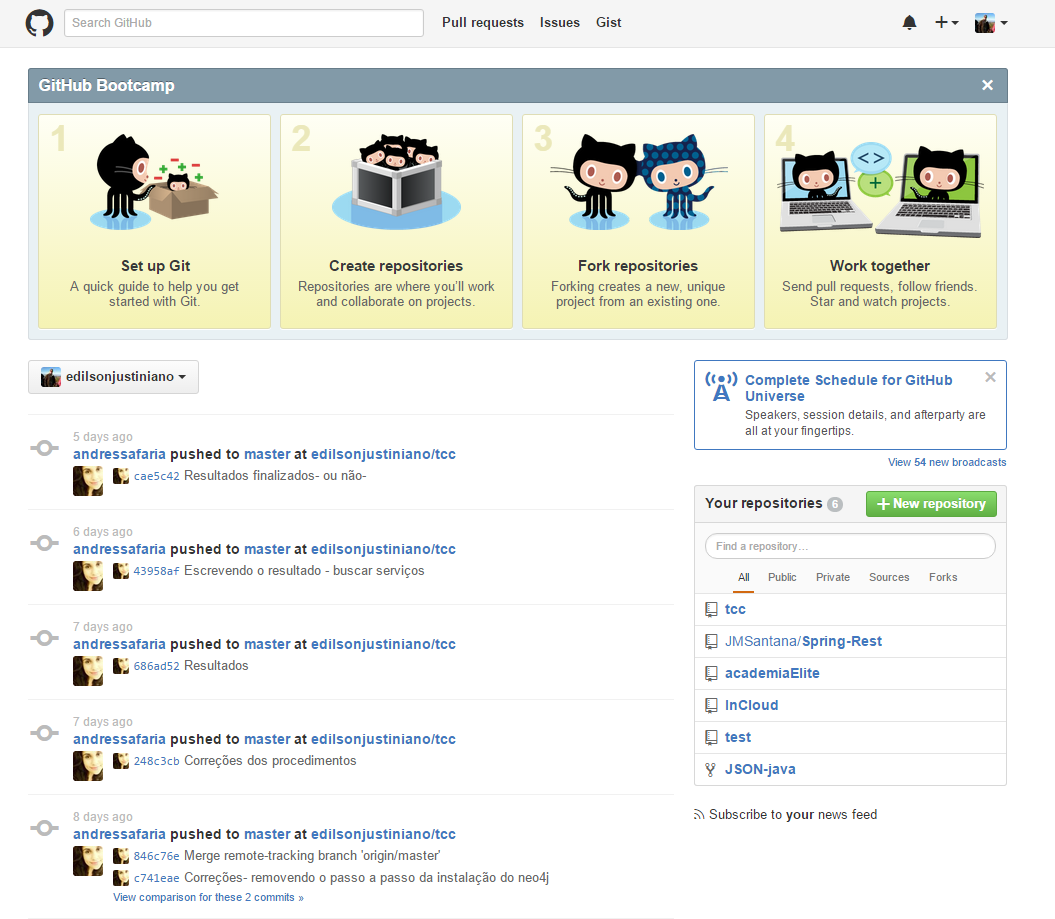 Search GitHub
Pull requests
Issues
Gist
GitHub Bootcamp
1
Set up Git
A quick guide to help you get
started with Git.
2
Create repositories
Repositories are where you'll work
and collaborate on projects.
3
Fork repositories
Forking creates a new, unique
project from an existing one.
4
Work together
Send pull requests, follow friends.
Star and watch projects.
edilsonjustiniano
5 days ago
andressafaria pushed to master at edilsonjustiniano/tcc
cae5c42 Resultados finalizados- ou não-
6 days ago
andressafaria pushed to master at edilsonjustiniano/tcc
43958af Escrevendo o resultado - buscar serviços
7 days ago
andressafaria pushed to master at edilsonjustiniano/tcc
686ad52 Resultados
7 days ago
andressafaria pushed to master at edilsonjustiniano/tcc
248c3cb Correções dos procedimentos
8 days ago
andressafaria pushed to master at edilsonjustiniano/tcc
846c76e Merge remote-tracking branch 'origin/master'
c741eae Correções- removendo o passo a passo da instalação do neo4j
View comparison for these 2 commits »
Complete Schedule for GitHub
Universe
Speakers, session details, and afterparty are
all at your fingertips.
View 54 new broadcasts
Your repositories 6
New repository
Find a repository…
All Public Private Sources Forks
tcc
JMSantana/Spring-Rest
academiaElite
InCloud
test
JSON-java
Subscribe to your news feed